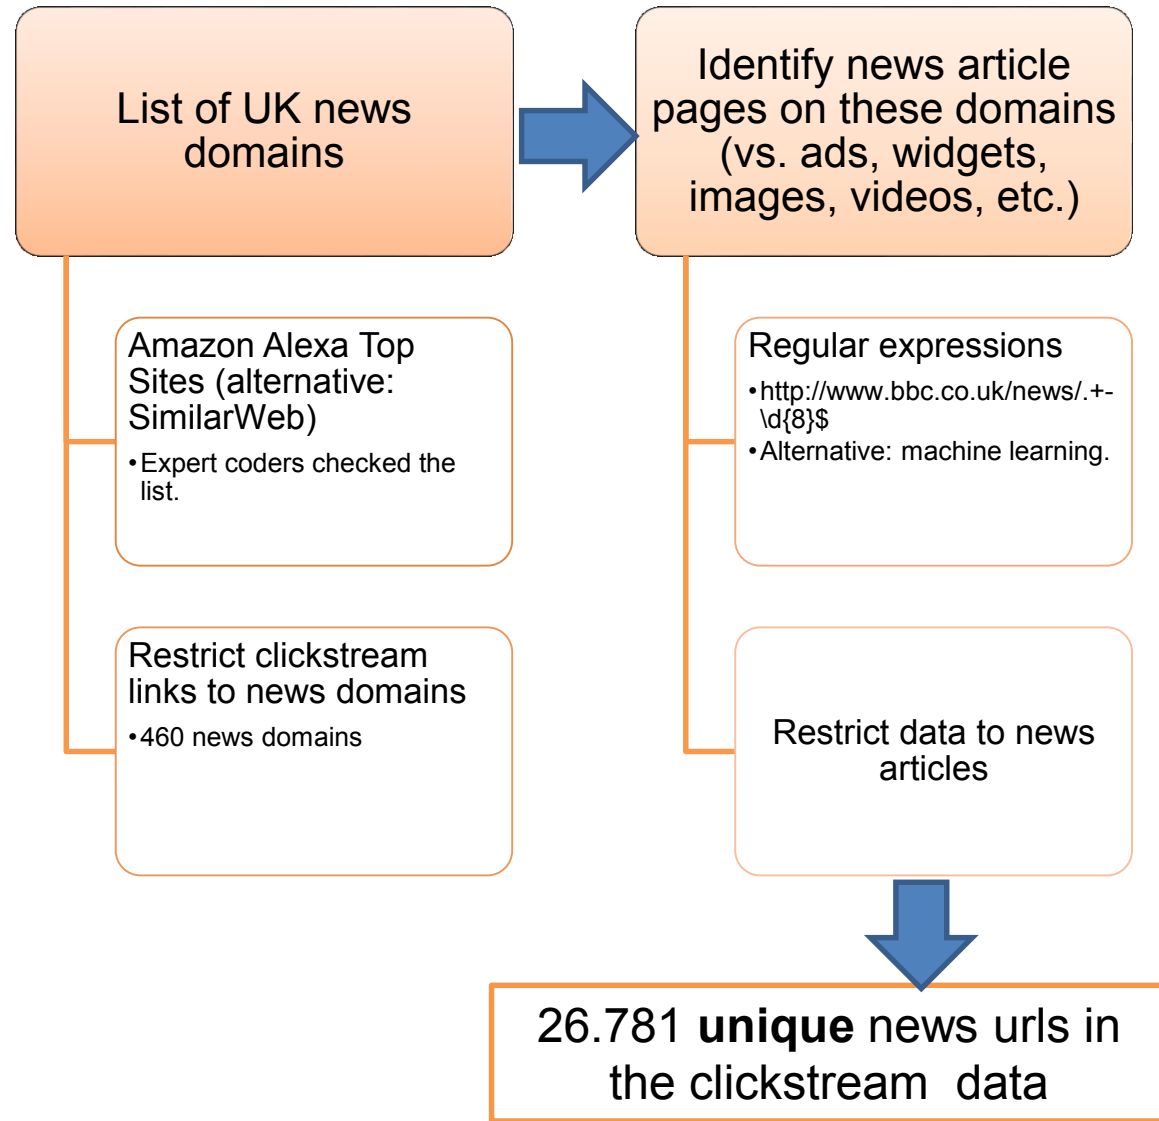 List of UK news
domains
Identify news article
pages on these domains
(vs. ads, widgets,
images, videos, etc.)
Amazon Alexa Top
Sites (alternative:
SimilarWeb)
•Expert coders checked the
list.
Restrict clickstream
links to news domains
•460 news domains
Regular expressions
•http://www.bbc.co.uk/news/.+-
\d{8}$
•Alternative: machine learning.
Restrict data to news
articles
26.781 unique news urls in
the clickstream  data